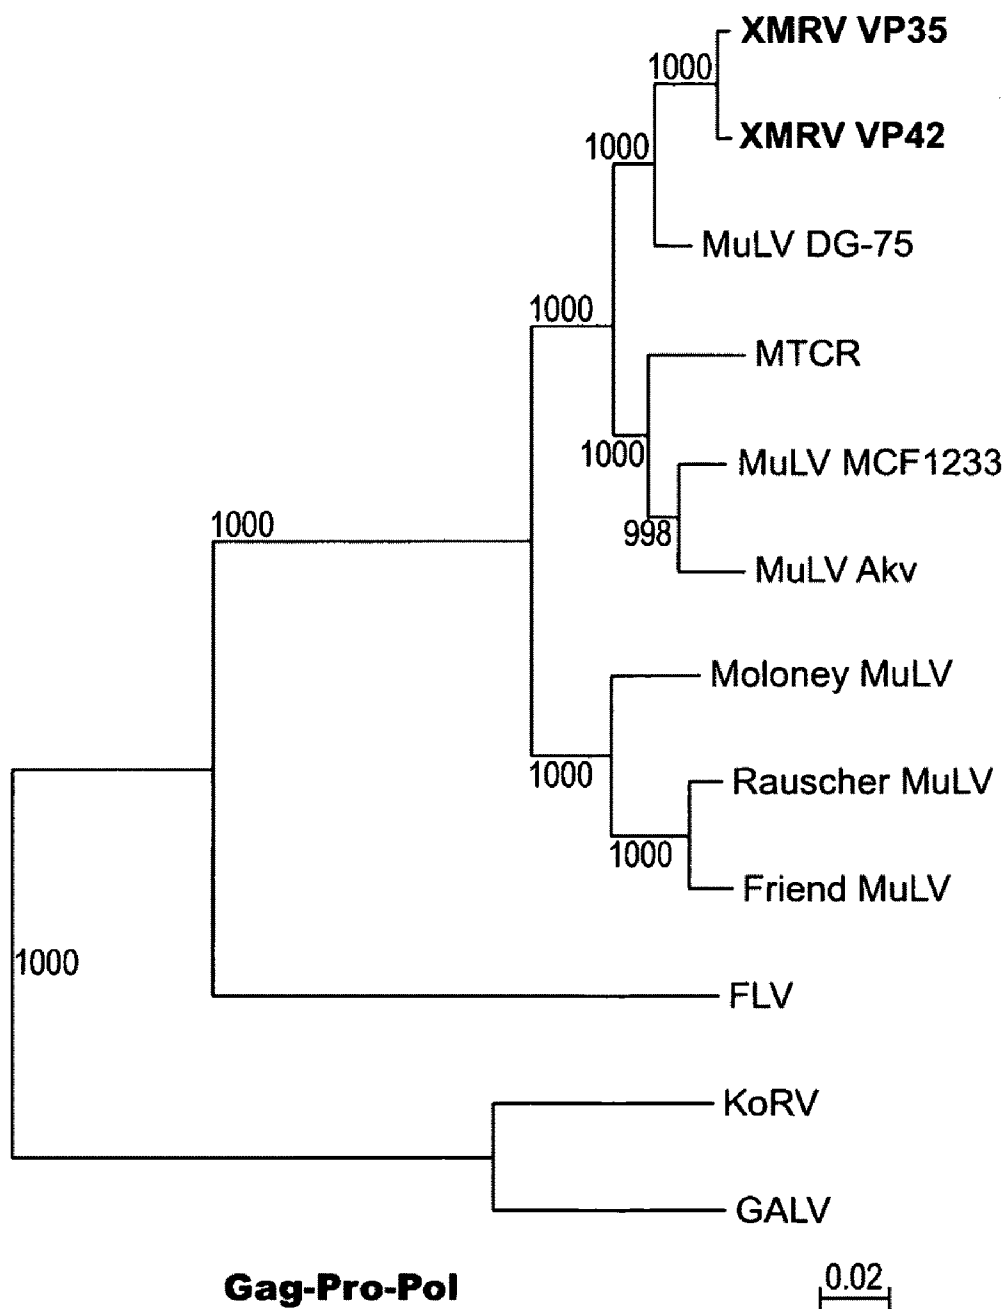 XMRV VP35
1000
XMRV VP42
1000
MuLV DG-75
1000
MTCR
1000
MuLV MCF1233
998
MuLV Akv
1000
Moloney MuLV
1000
Rauscher MuLV
1000
Friend MuLV
1000
FLV
KoRV
GALV
Gag-Pro-Pol
0.02